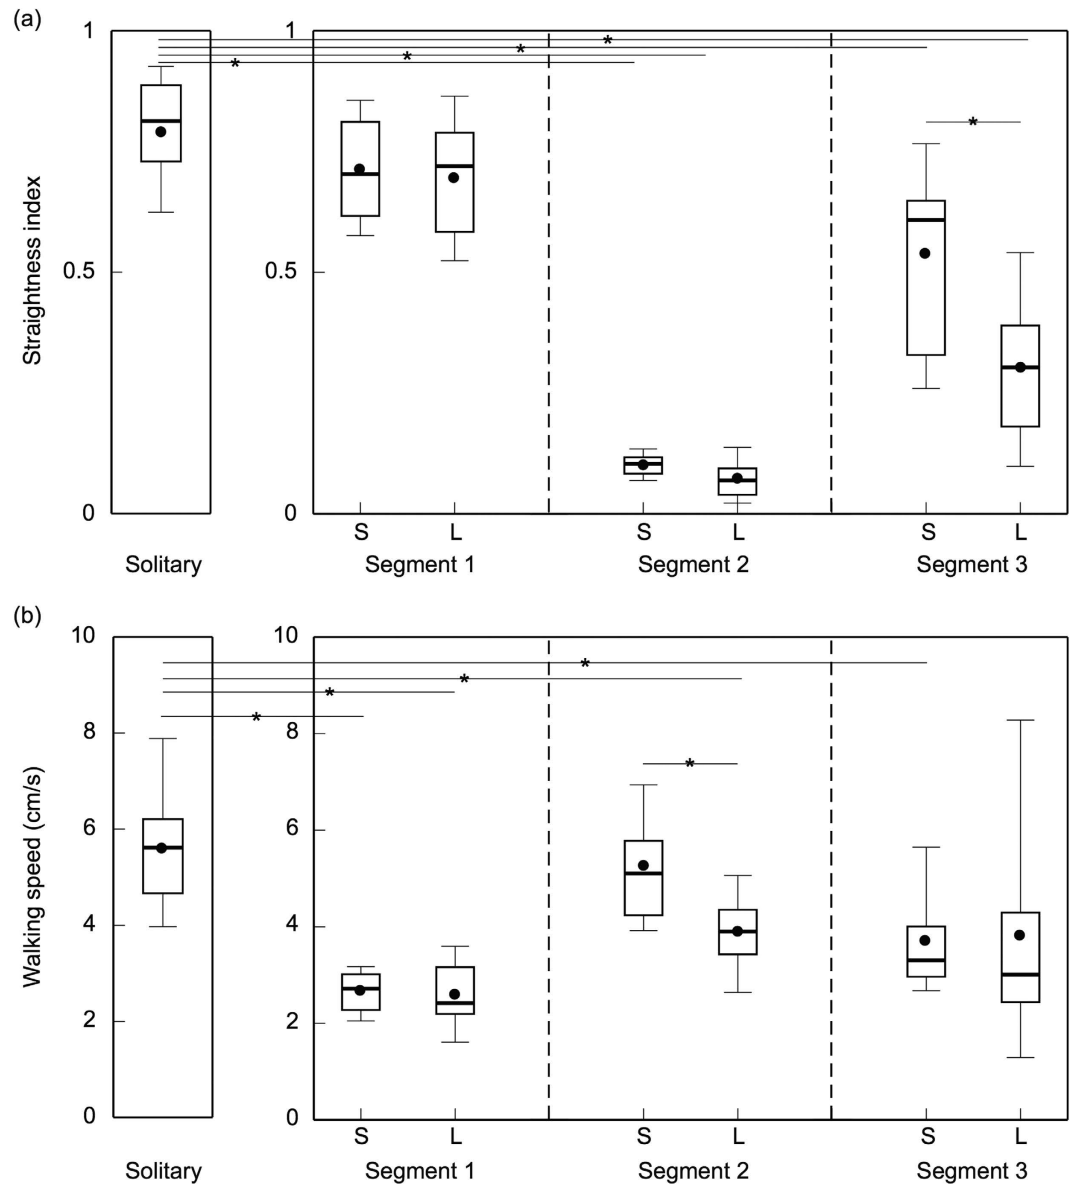 (a)
1 1
* * * *
*
Straightness index
0.5 0.5
0 0
S L S L S L
Solitary Segment 1 Segment 2 Segment 3
(b)
10 10
*
*
*
*
8 8
*
Walking speed (cm/s)
6 6
4 4
2 2
0 0
S L S L S L
Solitary Segment 1 Segment 2 Segment 3